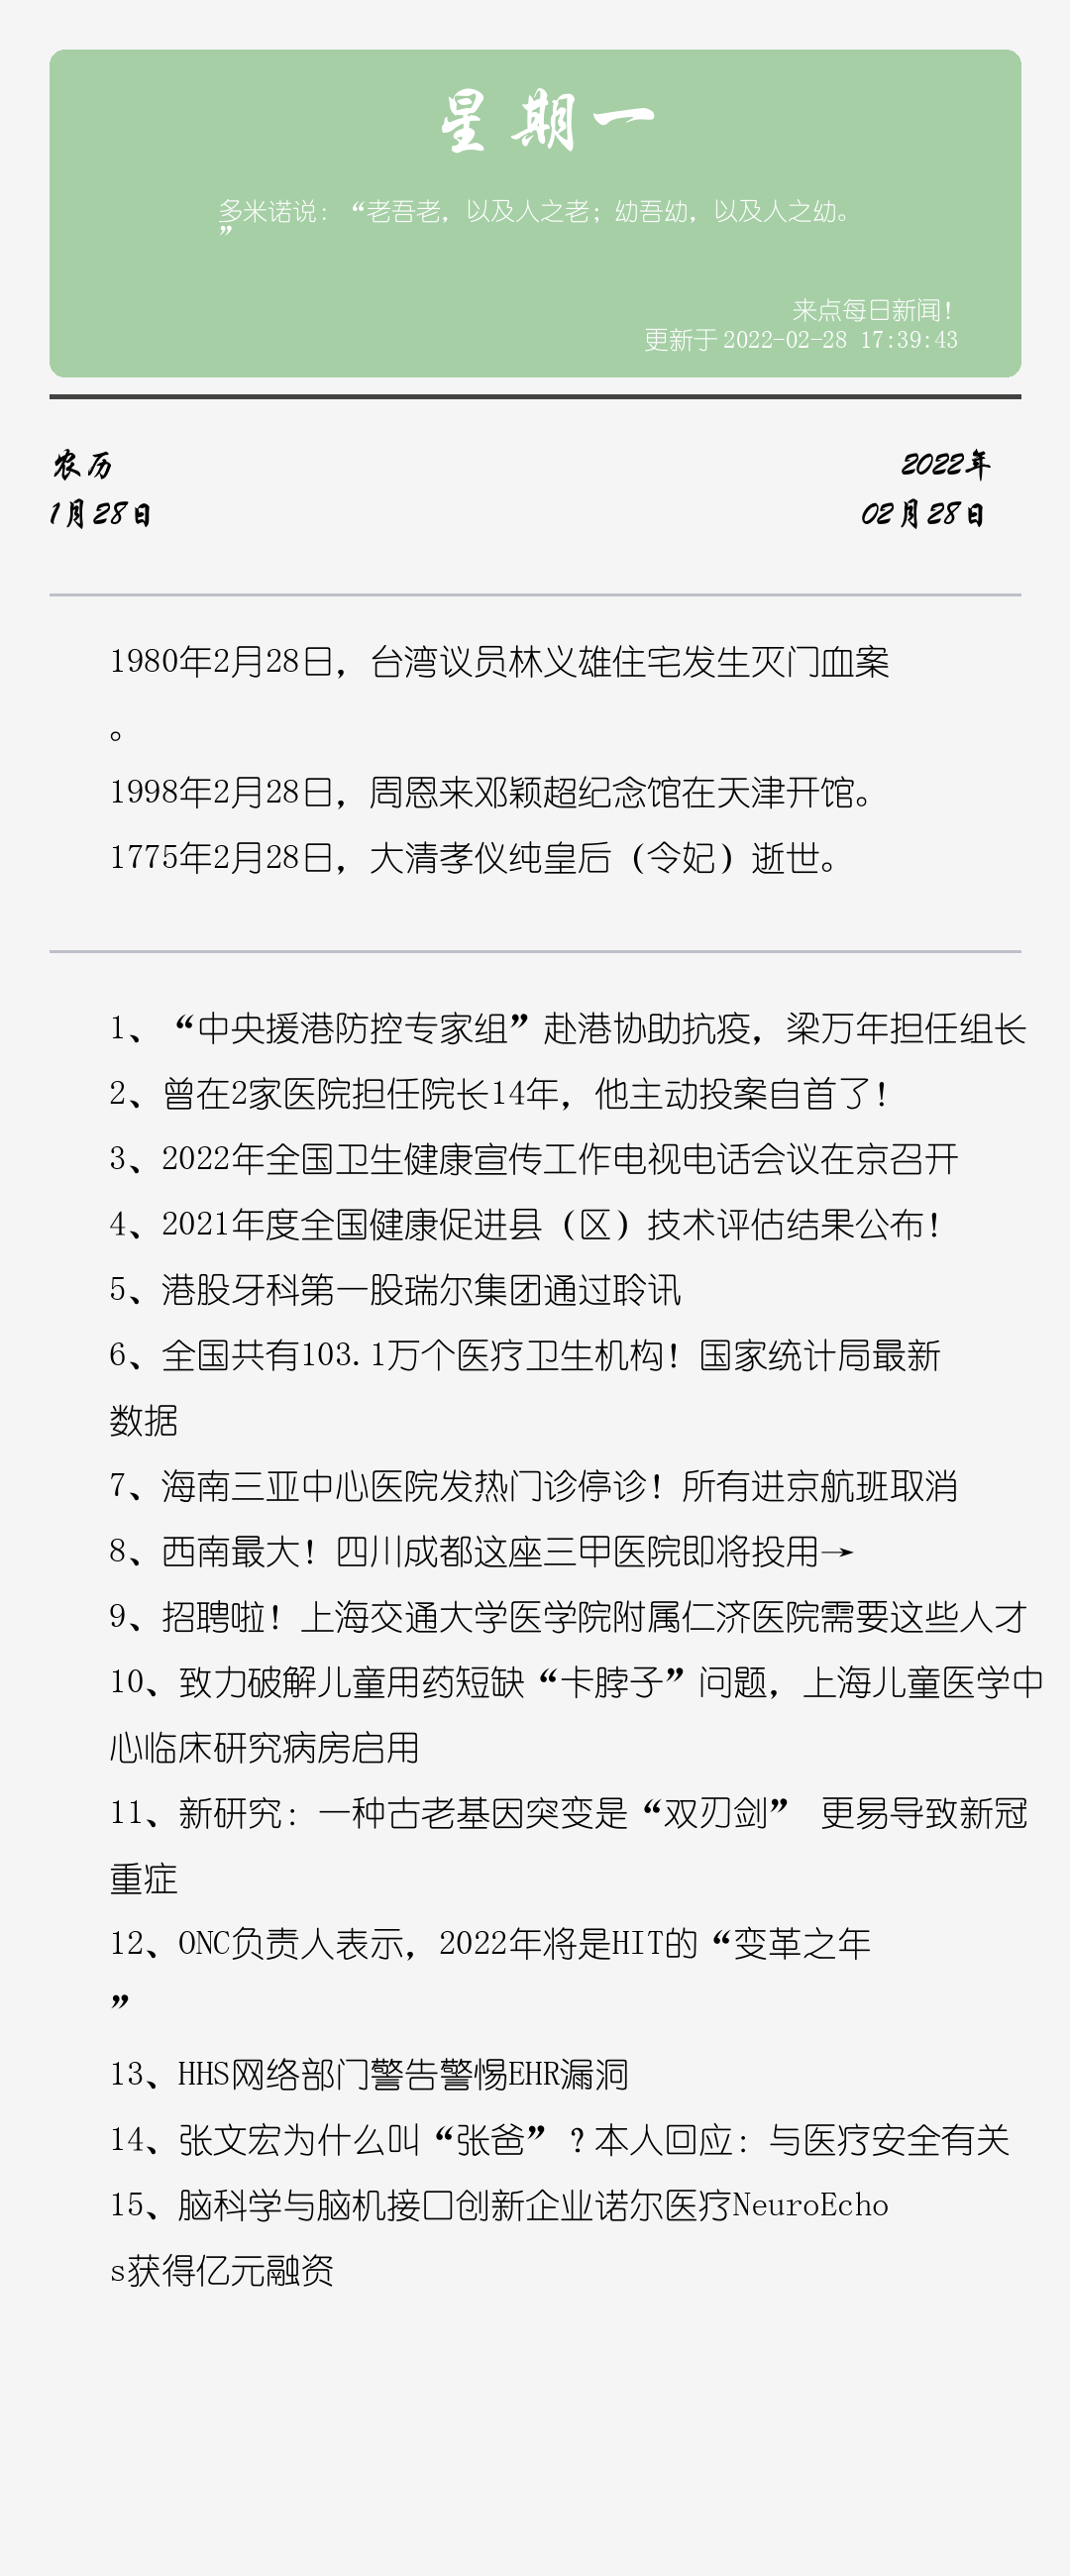 星期一
多米诺说：“老吾老，以及人之老；幼吾幼，以及人之幼。
”
来点每日新闻！
更新于 2022-02-28 17:39:43
农历
2022年
1月28日
02月28日
1980年2月28日，台湾议员林义雄住宅发生灭门血案
。
1998年2月28日，周恩来邓颖超纪念馆在天津开馆。
1775年2月28日，大清孝仪纯皇后（令妃）逝世。
1、“中央援港防控专家组”赴港协助抗疫，梁万年担任组长
2、曾在2家医院担任院长14年，他主动投案自首了！
3、2022年全国卫生健康宣传工作电视电话会议在京召开
4、2021年度全国健康促进县（区）技术评估结果公布！
5、港股牙科第一股瑞尔集团通过聆讯
6、全国共有103.1万个医疗卫生机构！国家统计局最新
数据
7、海南三亚中心医院发热门诊停诊！所有进京航班取消
8、西南最大！四川成都这座三甲医院即将投用→
9、招聘啦！上海交通大学医学院附属仁济医院需要这些人才
10、致力破解儿童用药短缺“卡脖子”问题，上海儿童医学中
心临床研究病房启用
11、新研究：一种古老基因突变是“双刃剑” 更易导致新冠
重症
12、ONC负责人表示，2022年将是HIT的“变革之年
”
13、HHS网络部门警告警惕EHR漏洞
14、张文宏为什么叫“张爸”？本人回应：与医疗安全有关
15、脑科学与脑机接口创新企业诺尔医疗NeuroEcho
s获得亿元融资